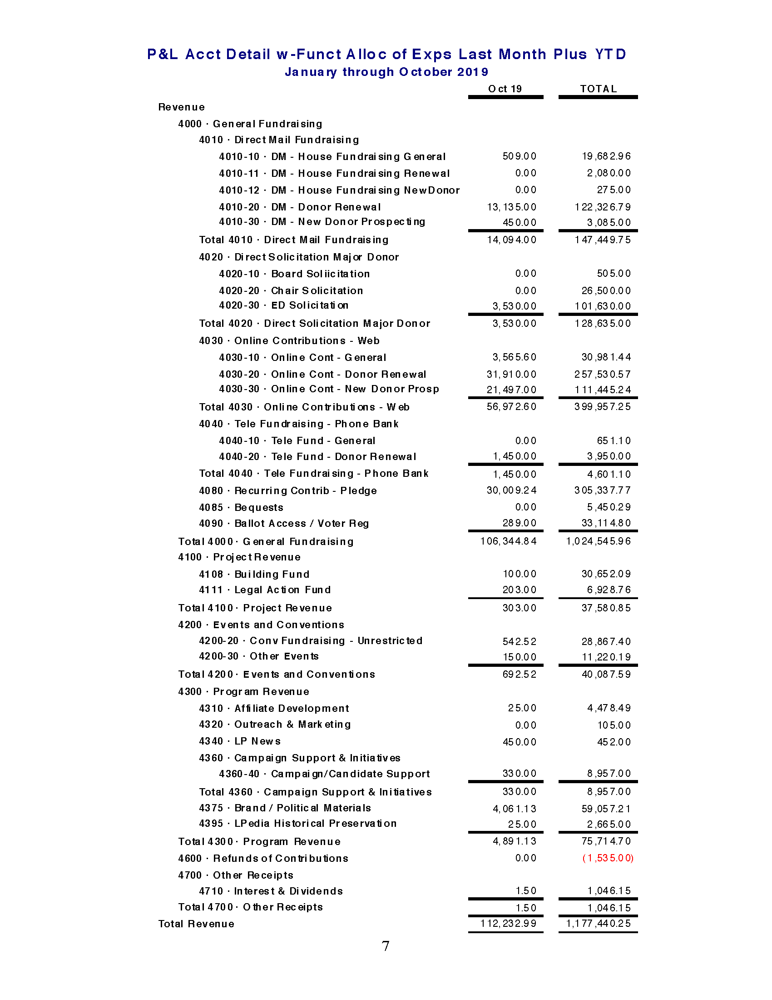 P&L Acct Detail w-Funct Alloc of Exps Last Month Plus YTD
January through October 2019
Oct 19 TOTAL
Revenue
4000 · General Fundraising
4010 · Direct Mail Fundraising
4010-10 · DM - House Fundraising General 509.00 19,682.96
4010-11 · DM - House Fundraising Renewal 0.00 2,080.00
4010-12 · DM - House Fundraising NewDonor 0.00 275.00
4010-20 · DM - Donor Renewal 13,135.00 122,326.79
4010-30 · DM - New Donor Prospecting 450.00 3,085.00
Total 4010 · Direct Mail Fundraising 14,094.00 147,449.75
4020 · Direct Solicitation Major Donor
4020-10 · Board Soliicitation 0.00 505.00
4020-20 · Chair Solicitation 0.00 26,500.00
4020-30 · ED Solicitation 3,530.00 101,630.00
Total 4020 · Direct Solicitation Major Donor 3,530.00 128,635.00
4030 · Online Contributions - Web
4030-10 · Online Cont - General 3,565.60 30,981.44
4030-20 · Online Cont - Donor Renewal 31,910.00 257,530.57
4030-30 · Online Cont - New Donor Prosp 21,497.00 111,445.24
Total 4030 · Online Contributions - Web 56,972.60 399,957.25
4040 · Tele Fundraising - Phone Bank
4040-10 · Tele Fund - General 0.00 651.10
4040-20 · Tele Fund - Donor Renewal 1,450.00 3,950.00
Total 4040 · Tele Fundraising - Phone Bank 1,450.00 4,601.10
4080 · Recurring Contrib - Pledge 30,009.24 305,337.77
4085 · Bequests 0.00 5,450.29
4090 · Ballot Access / Voter Reg 289.00 33,114.80
Total 4000 · General Fundraising 106,344.84 1,024,545.96
4100 · Project Revenue
4108 · Building Fund 100.00 30,652.09
4111 · Legal Action Fund 203.00 6,928.76
Total 4100 · Project Revenue 303.00 37,580.85
4200 · Events and Conventions
4200-20 · Conv Fundraising - Unrestricted 542.52 28,867.40
4200-30 · Other Events 150.00 11,220.19
Total 4200 · Events and Conventions 692.52 40,087.59
4300 · Program Revenue
4310 · Affiliate Development 25.00 4,478.49
4320 · Outreach & Marketing 0.00 105.00
4340 · LP News 450.00 452.00
4360 · Campaign Support & Initiatives
4360-40 · Campaign/Candidate Support 330.00 8,957.00
Total 4360 · Campaign Support & Initiatives 330.00 8,957.00
4375 · Brand / Political Materials 4,061.13 59,057.21
4395 · LPedia Historical Preservation 25.00 2,665.00
Total 4300 · Program Revenue 4,891.13 75,714.70
4600 · Refunds of Contributions 0.00 (1,535.00)
4700 · Other Receipts
4710 · Interest & Dividends 1.50 1,046.15
Total 4700 · Other Receipts 1.50 1,046.15
Total Revenue 112,232.99 1,177,440.25
7